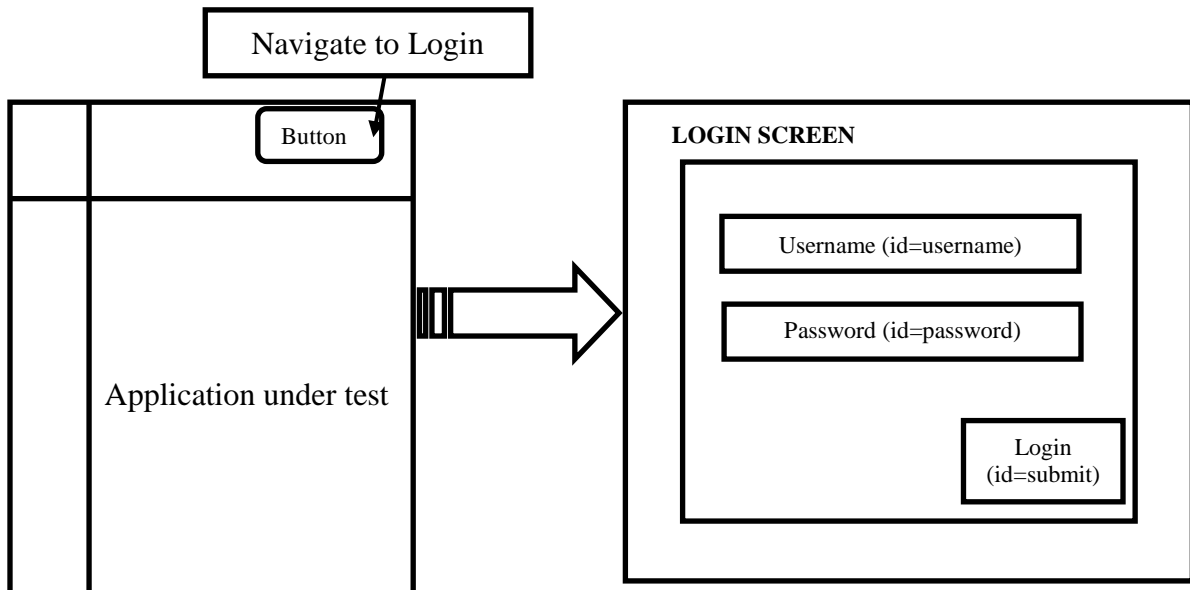 Navigate to Login
Button
Application under test
LOGIN SCREEN
Username (id=username)
Password (id=password)
Login
(id=submit)